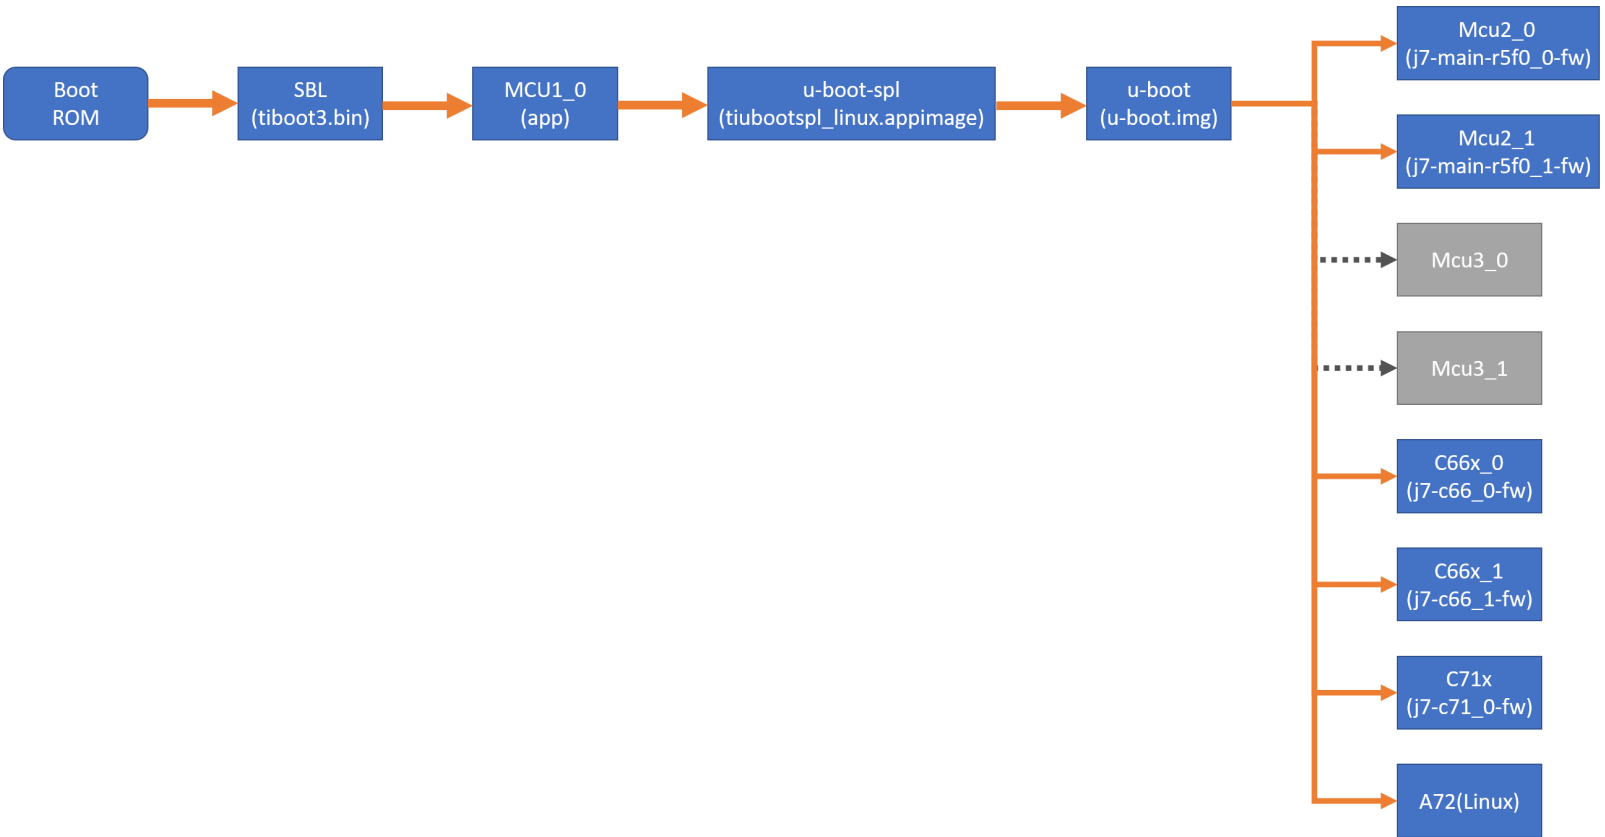 Boot
ROM
SBL
(tiboot3.bin)
MCU1_0
(app)
u-boot-spl
(tiubootspl_linux.appimage)
u-boot
(u-boot.img)
Mcu2_0
(j7-main-r5f0_0-fw)
Mcu2_1
(j7-main-r5f0_1-fw)
Mcu3_0
Mcu3_1
C66x_0
(j7-c66_0-fw)
C66x_1
(j7-c66_1-fw)
C71x
(j7-c71_0-fw)
A72(Linux)